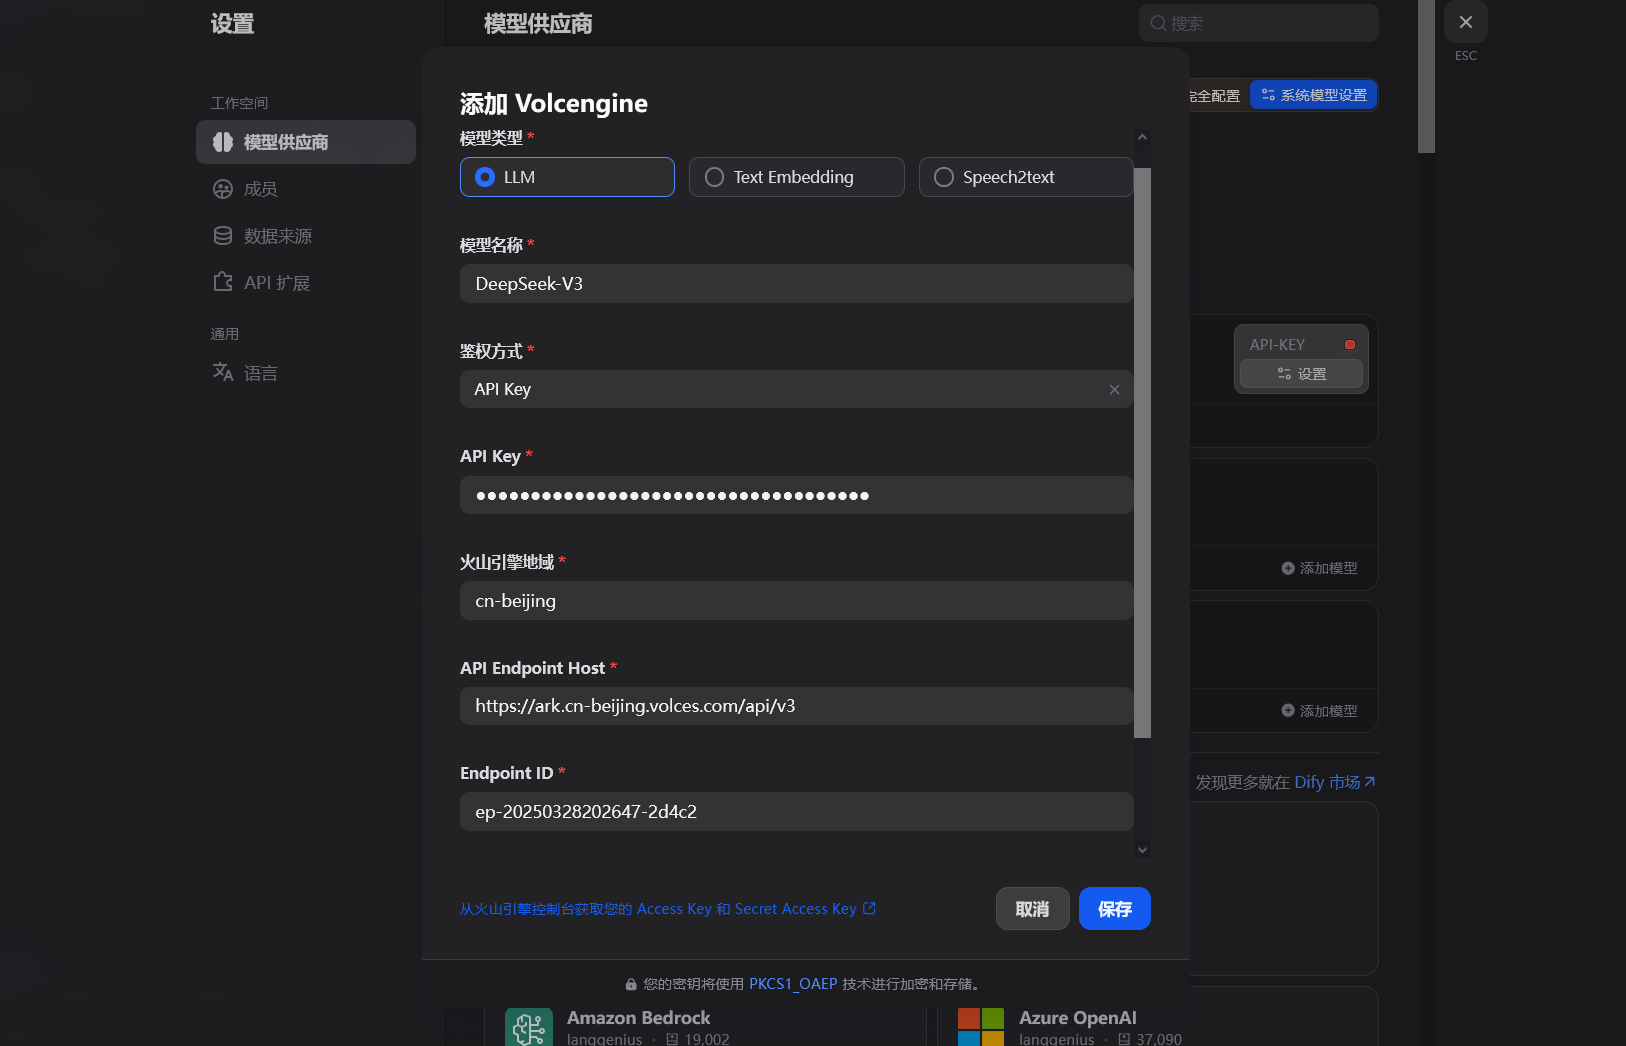 设置
模型供应商
搜索
ESC
工作空间
模型供应商
成员
数据来源
API 扩展
通用
语言
完全配置
系统模型设置
添加 Volcengine
模型类型 *
LLM
Text Embedding
Speech2text
模型名称 *
DeepSeek-V3
鉴权方式 *
API Key
API Key *
火山引擎地域 *
cn-beijing
API Endpoint Host *
https://ark.cn-beijing.volces.com/api/v3
Endpoint ID *
ep-20250328202647-2d4c2
从火山引擎控制台获取您的 Access Key 和 Secret Access Key
取消
保存
您的密钥将使用 PKCS1_OAEP 技术进行加密和存储。
API-KEY
设置
添加模型
添加模型
发现更多就在 Dify 市场
Amazon Bedrock
langgenius · 19,002
Azure OpenAI
langgenius · 37,090